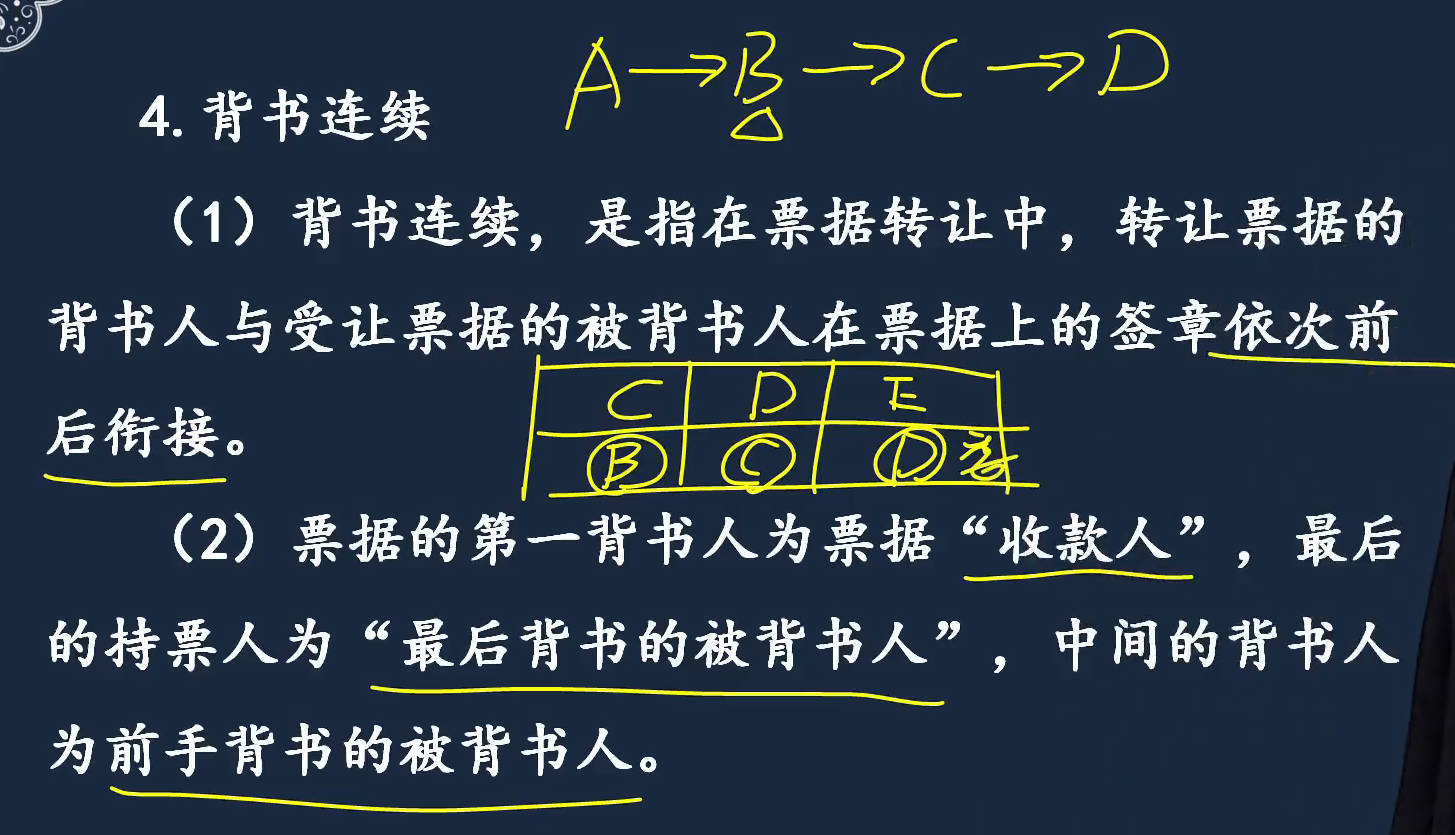 A→B→C→D
4.背书连续
（1）背书连续，是指在票据转让中，转让票据的
背书人与受让票据的被背书人在票据上的签章依次前
C D E
后衔接。
B C D
（2）票据的第一背书人为票据“收款人”，最后
的持票人为“最后背书的被背书人”，中间的背书人
为前手背书的被背书人。